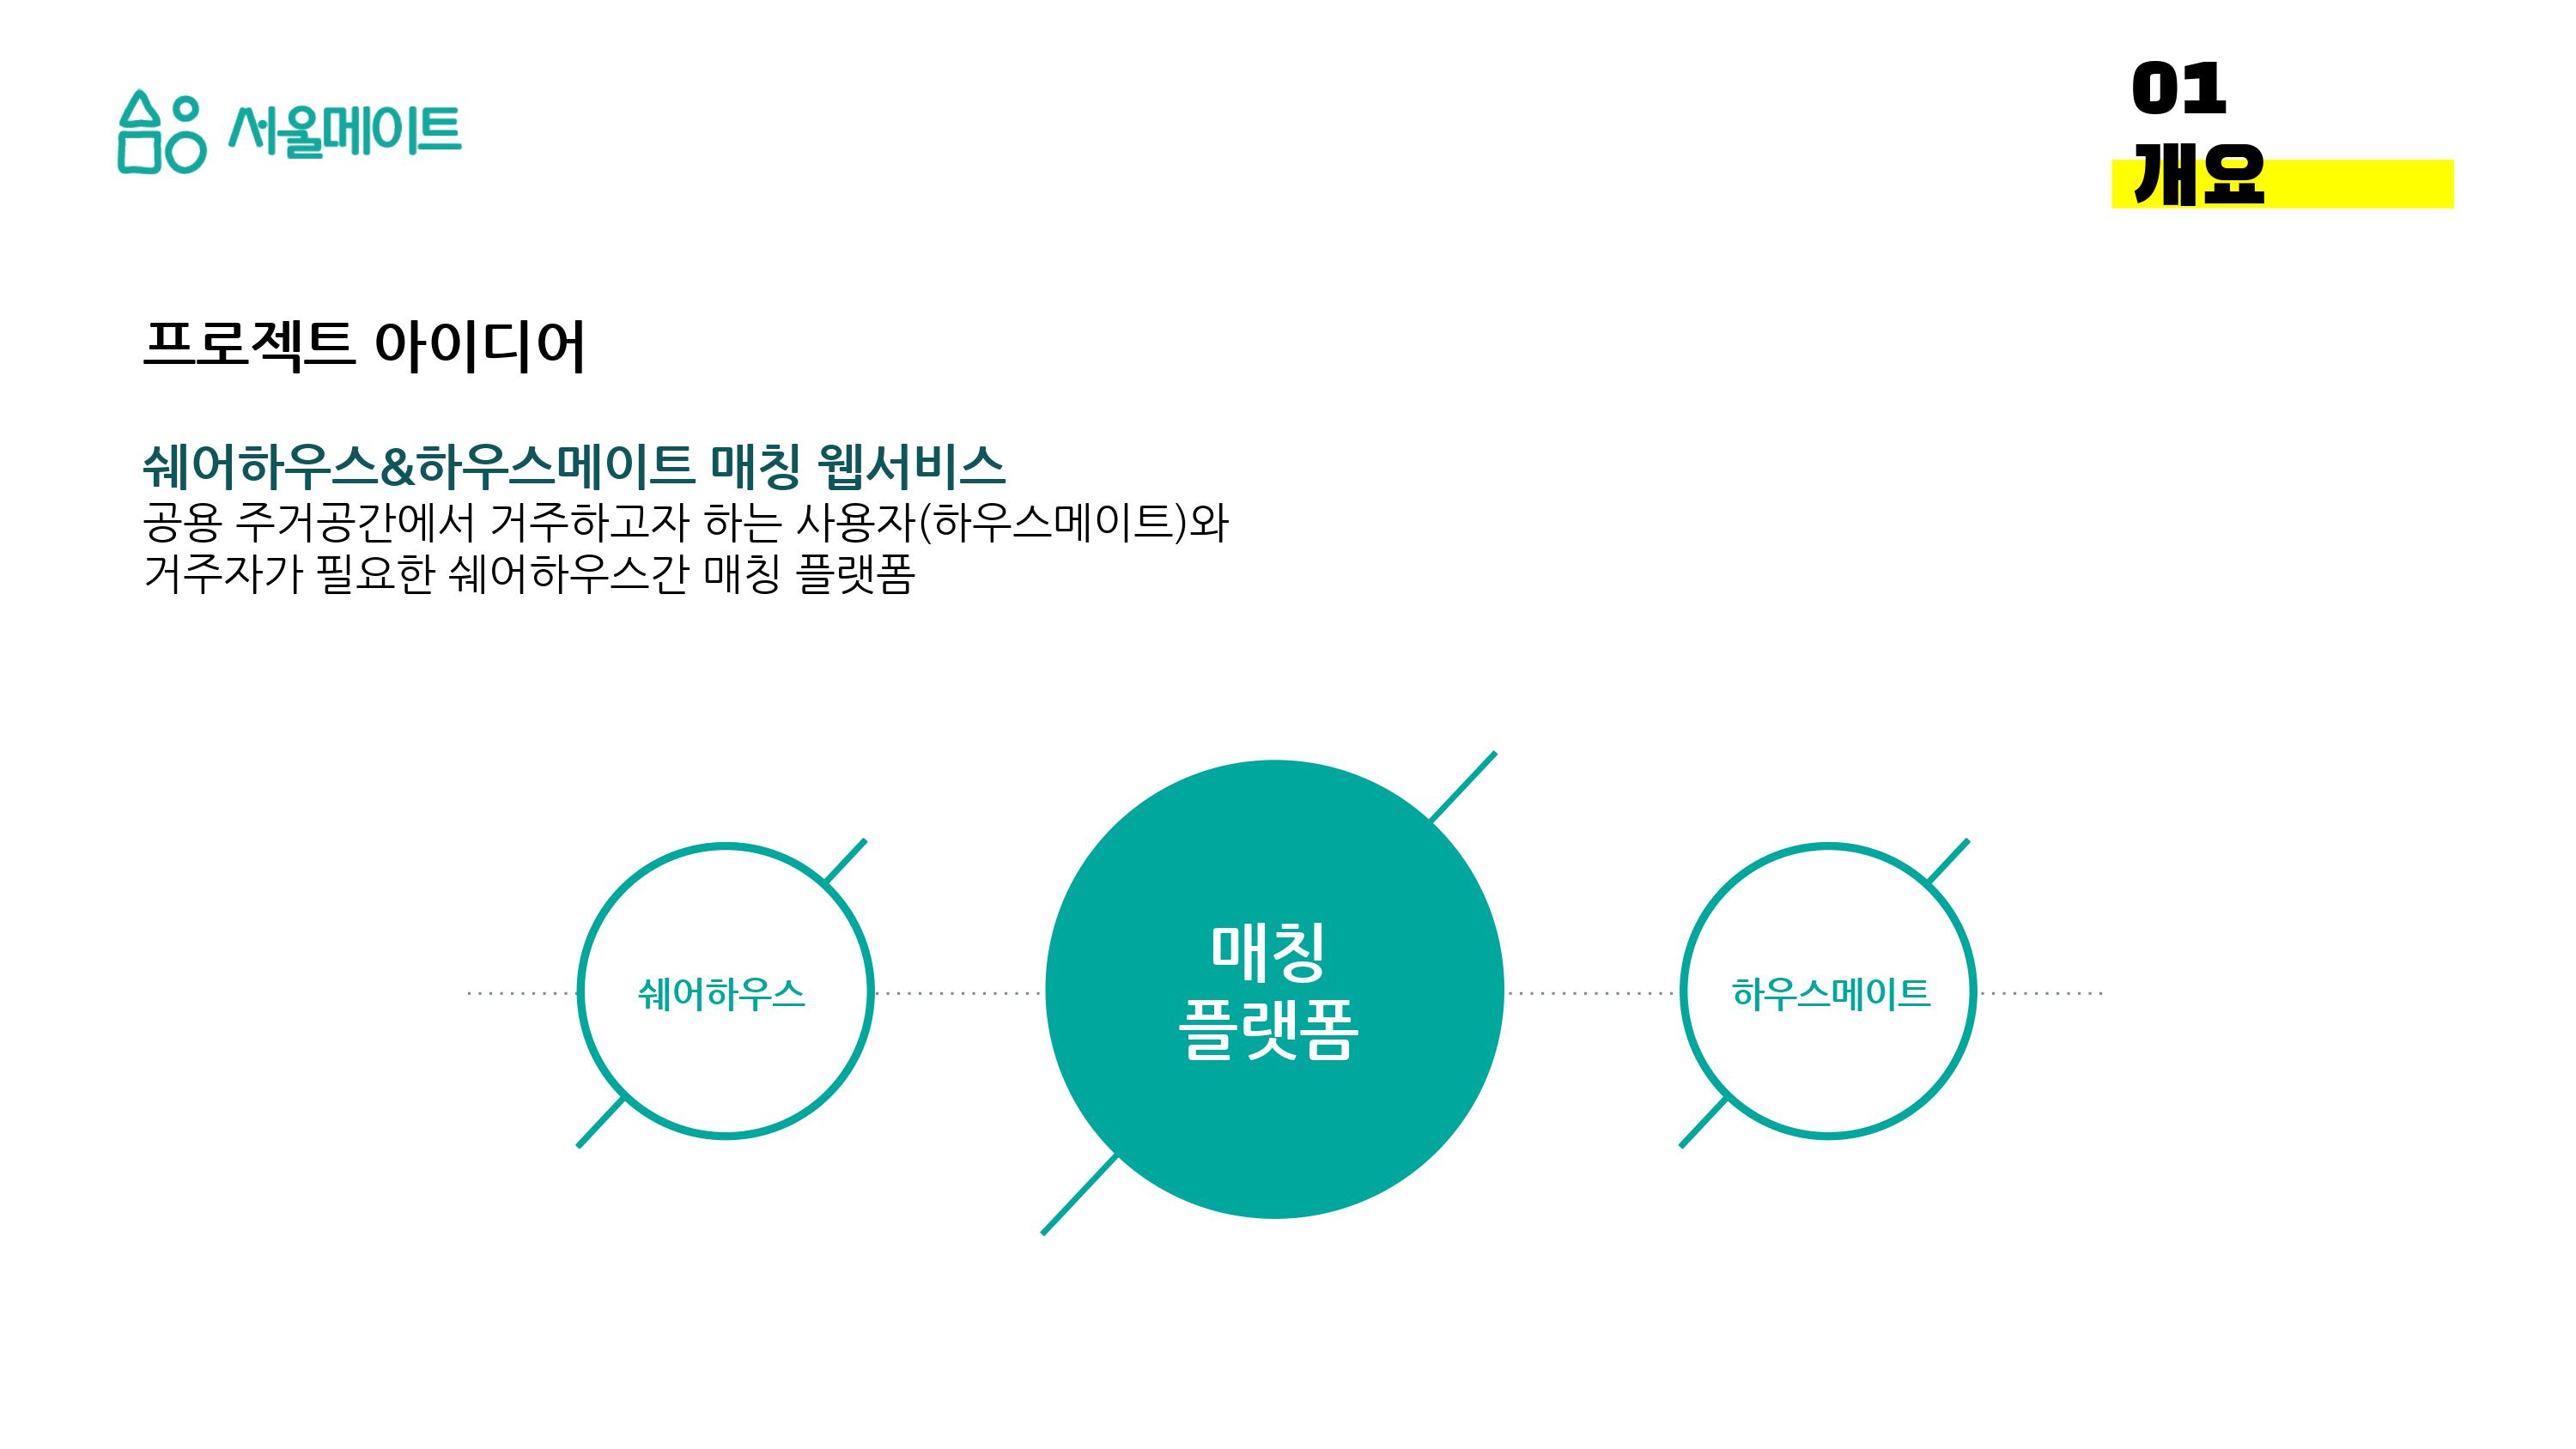 서울메이트
01
개요
프로젝트 아이디어
쉐어하우스&하우스메이트 매칭 웹서비스
공용 주거공간에서 거주하고자 하는 사용자(하우스메이트)와
거주자가 필요한 쉐어하우스간 매칭 플랫폼
쉐어하우스
매칭
플랫폼
하우스메이트